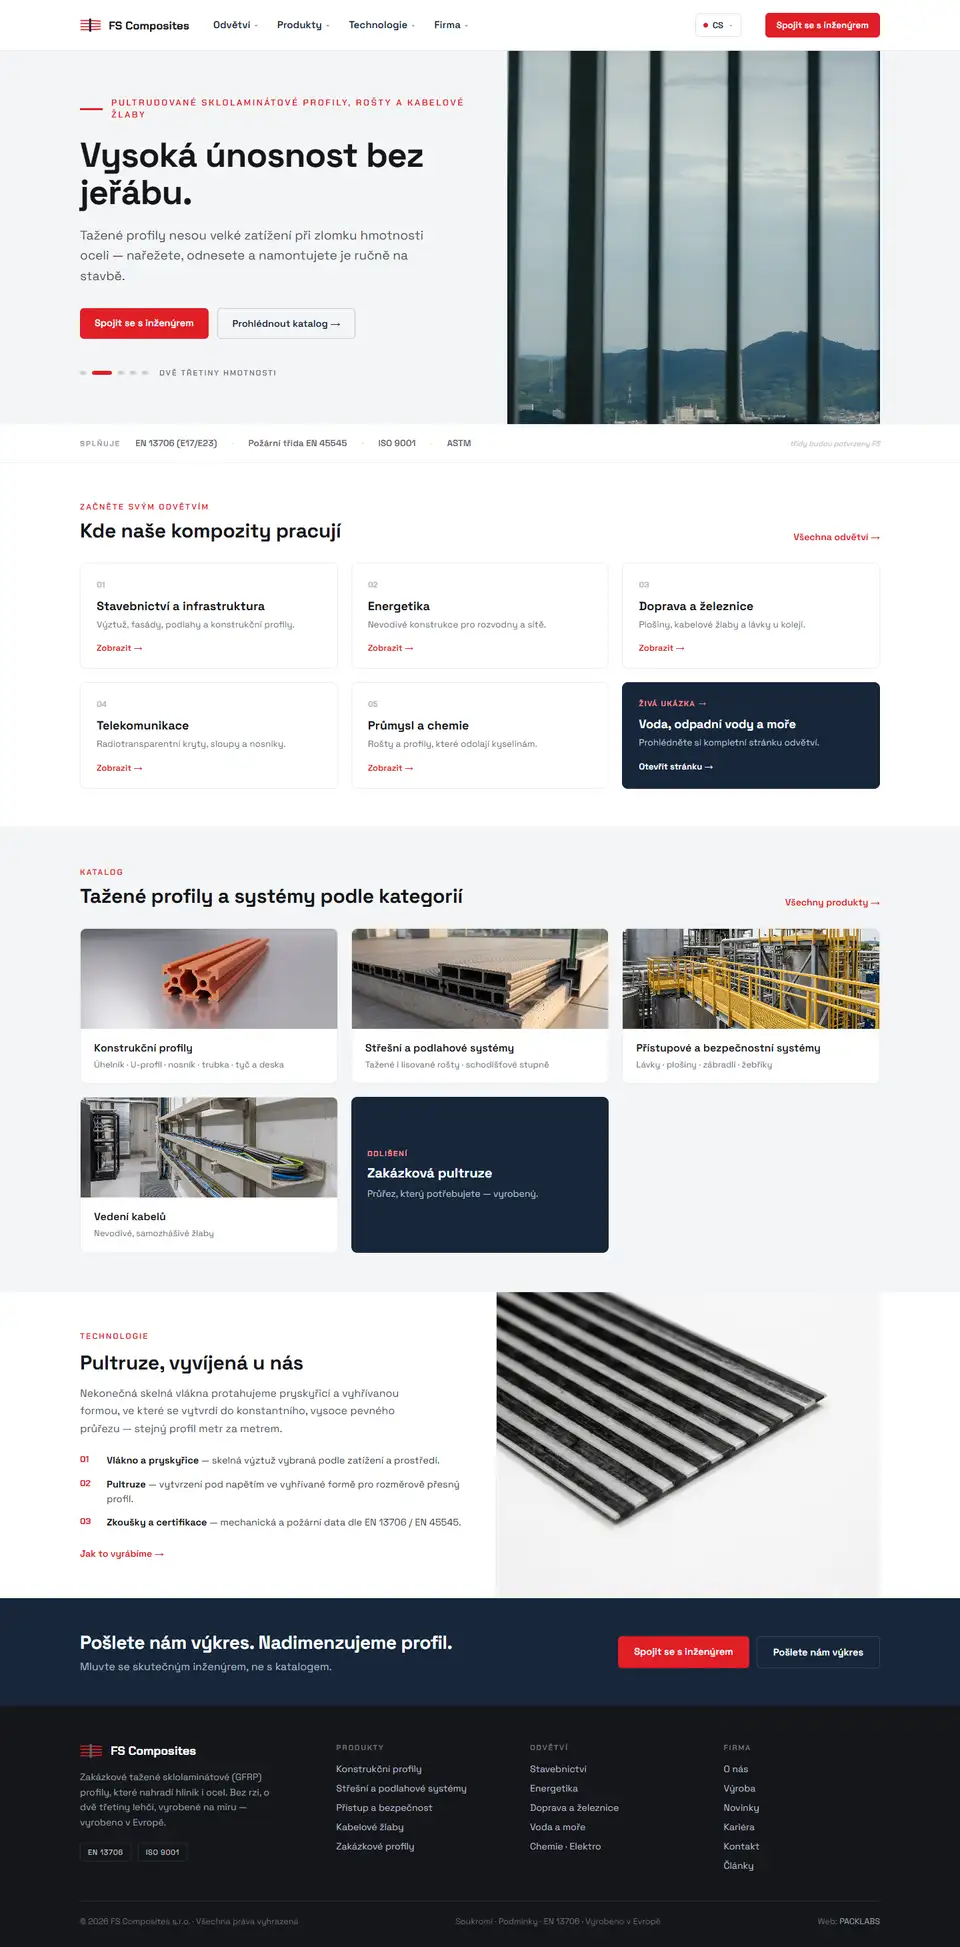 FS Composites
Odvětví
Produkty
Technologie
Firma
CS
Spojit se s inženýrem
PULTRUDOVANÉ SKLOLAMINÁTOVÉ PROFILY, ROŠTY A KABELOVÉ
ŽLABY
Vysoká únosnost bez
jeřábu.
Tažené profily nesou velké zatížení při zlomku hmotnosti
oceli — nařežete, odnesete a namontujete je ručně na
stavbě.
Spojit se s inženýrem
Prohlédnout katalog →
DVĚ TŘETINY HMOTNOSTI
SPLŇUJE
EN 13706 (E17/E23) · Požární třída EN 45545 · ISO 9001 · ASTM
třídy budou potvrzeny FS
ZAČNĚTE SVÝM ODVĚTVÍM
Kde naše kompozity pracují
Všechna odvětví →
01
Stavebnictví a infrastruktura
Výztuž, fasády, podlahy a konstrukční profily.
Zobrazit →
02
Energetika
Nevodivé konstrukce pro rozvodny a sítě.
Zobrazit →
03
Doprava a železnice
Plošiny, kabelové žlaby a lávky u kolejí.
Zobrazit →
04
Telekomunikace
Radiotransparentní kryty, sloupy a nosníky.
Zobrazit →
05
Průmysl a chemie
Rošty a profily, které odolají kyselinám.
Zobrazit →
ŽIVÁ UKÁZKA →
Voda, odpadní vody a moře
Prohlédněte si kompletní stránku odvětví.
Otevřít stránku →
KATALOG
Tažené profily a systémy podle kategorií
Všechny produkty →
Konstrukční profily
Úhelník · U-profil · nosník · trubka · tyč a deska
Střešní a podlahové systémy
Tažené i lisované rošty · schodišťové stupně
Přístupové a bezpečnostní systémy
Lávky · plošiny · zábradlí · žebříky
Vedení kabelů
Nevodivé, samozhášivé žlaby
ODLIŠENÍ
Zakázková pultruze
Průřez, který potřebujete — vyrobený.
TECHNOLOGIE
Pultruze, vyvíjená u nás
Nekonečná skelná vlákna protahujeme pryskyřicí a vyhřívanou
formou, ve které se vytvrdí do konstantního, vysoce pevného
průřezu — stejný profil metr za metrem.
01 Vlákno a pryskyřice — skelná výztuž vybraná podle zatížení a prostředí.
02 Pultruze — vytvrzení pod napětím ve vyhřívané formě pro rozměrově přesný
profil.
03 Zkoušky a certifikace — mechanická a požární data dle EN 13706 / EN 45545.
Jak to vyrábíme →
Pošlete nám výkres. Nadimenzujeme profil.
Mluvte se skutečným inženýrem, ne s katalogem.
Spojit se s inženýrem
Pošlete nám výkres
FS Composites
Zakázkové tažené sklolaminátové (GFRP)
profily, které nahradí hliník i ocel. Bez rzi, o
dvě třetiny lehčí, vyrobené na míru —
vyrobeno v Evropě.
EN 13706
ISO 9001
PRODUKTY
Konstrukční profily
Střešní a podlahové systémy
Přístup a bezpečnost
Kabelové žlaby
Zakázkové profily
ODVĚTVÍ
Stavebnictví
Energetika
Doprava a železnice
Voda a moře
Chemie · Elektro
FIRMA
O nás
Výroba
Novinky
Kariéra
Kontakt
Články
© 2026 FS Composites s.r.o. · Všechna práva vyhrazena
Soukromí · Podmínky · EN 13706 · Vyrobeno v Evropě
Web: PACKLABS